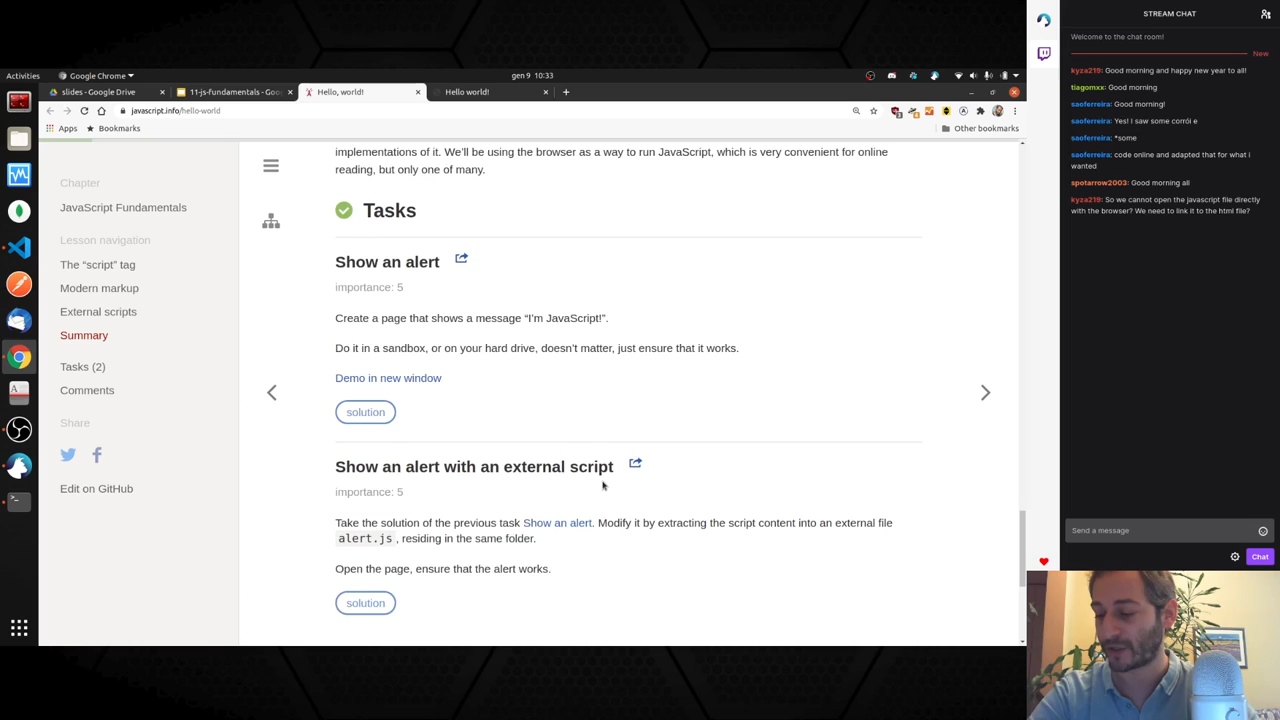 Activities
Google Chrome
gen 9 10:33
slides - Google Drive
11-js-fundamentals - Goo
Hello, world!
Hello world!
javascript.info/hello-world
Apps
Bookmarks
Other bookmarks
Chapter
JavaScript Fundamentals
Lesson navigation
The “script” tag
Modern markup
External scripts
Summary
Tasks (2)
Comments
Share
Edit on GitHub
implementations of it. We’ll be using the browser as a way to run JavaScript, which is very convenient for online
reading, but only one of many.
Tasks
Show an alert
importance: 5
Create a page that shows a message “I’m JavaScript!”.
Do it in a sandbox, or on your hard drive, doesn’t matter, just ensure that it works.
Demo in new window
solution
Show an alert with an external script
importance: 5
Take the solution of the previous task Show an alert. Modify it by extracting the script content into an external file
alert.js, residing in the same folder.
Open the page, ensure that the alert works.
solution
STREAM CHAT
Welcome to the chat room!
New
kyza219: Good morning and happy new year to all!
tiagomxx: Good morning
saoferreira: Good morning!
saoferreira: Yes! I saw some corrói e
saoferreira: *some
saoferreira: code online and adapted that for what i
wanted
spotarrow2003: Good morning all
kyza219: So we cannot open the javascript file directly
with the browser? We need to link it to the html file?
Send a message
Chat